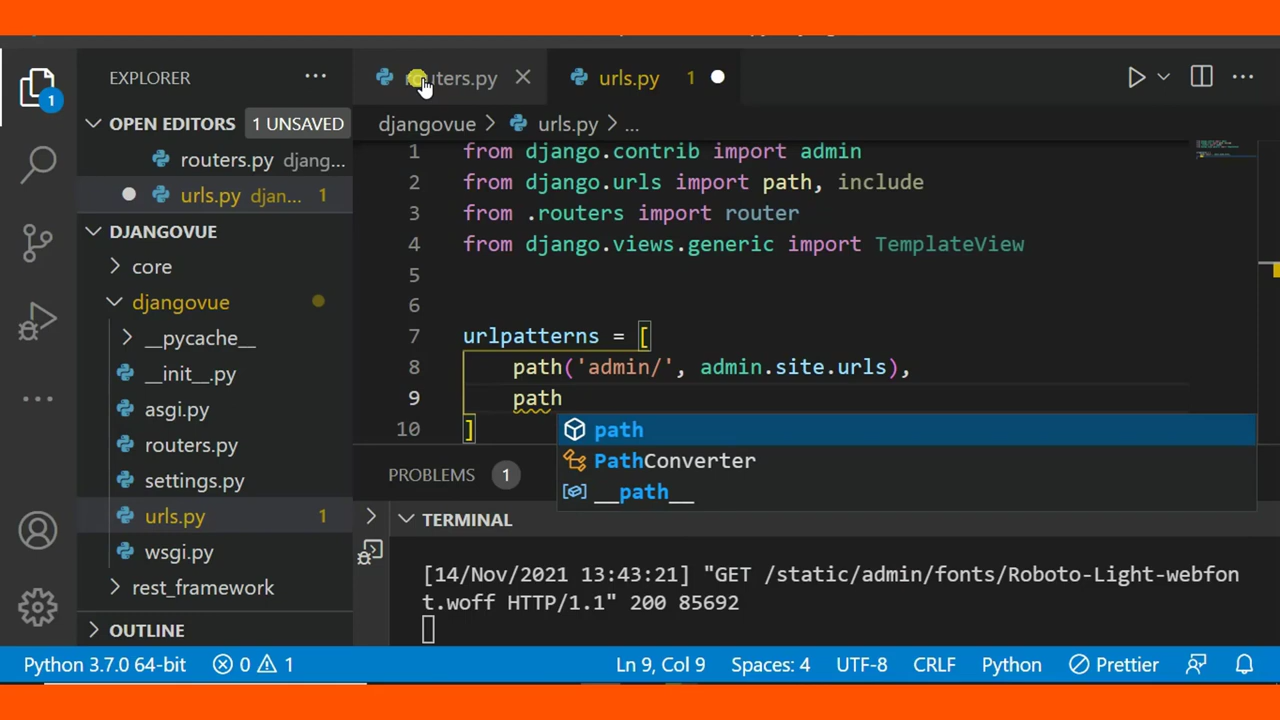 EXPLORER ...
routers.py
urls.py 1
OPEN EDITORS 1 UNSAVED
djangovue > urls.py > ...
routers.py djang...
urls.py djan... 1
DJANGOVUE
core
djangovue
__pycache__
__init__.py
asgi.py
routers.py
settings.py
urls.py 1
wsgi.py
rest_framework
OUTLINE
1 from django.contrib import admin
2 from django.urls import path, include
3 from .routers import router
4 from django.views.generic import TemplateView
5
6
7 urlpatterns = [
8 path('admin/', admin.site.urls),
9 path
10 ]
path
PathConverter
__path__
PROBLEMS 1
TERMINAL
[14/Nov/2021 13:43:21] "GET /static/admin/fonts/Roboto-Light-webfon
t.woff HTTP/1.1" 200 85692
1
Python 3.7.0 64-bit 0 1 Ln 9, Col 9 Spaces: 4 UTF-8 CRLF Python Prettier